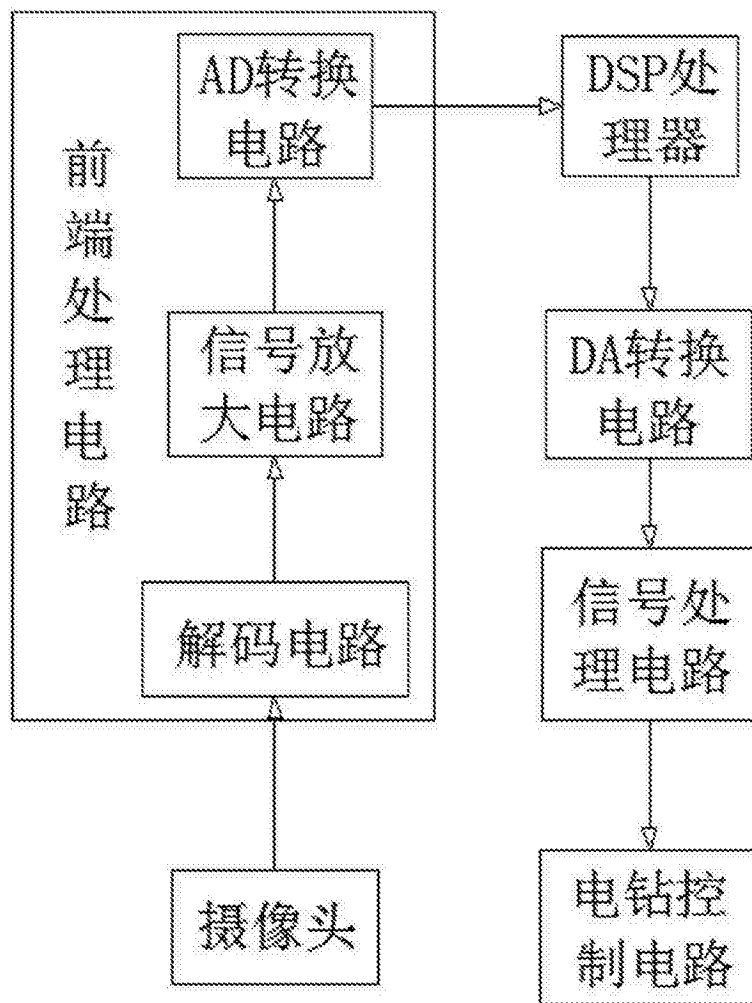 前端处理电路
AD转换
电路
信号放
大电路
解码电路
摄像头
DSP处
理器
DA转换
电路
信号处
理电路
电钻控
制电路